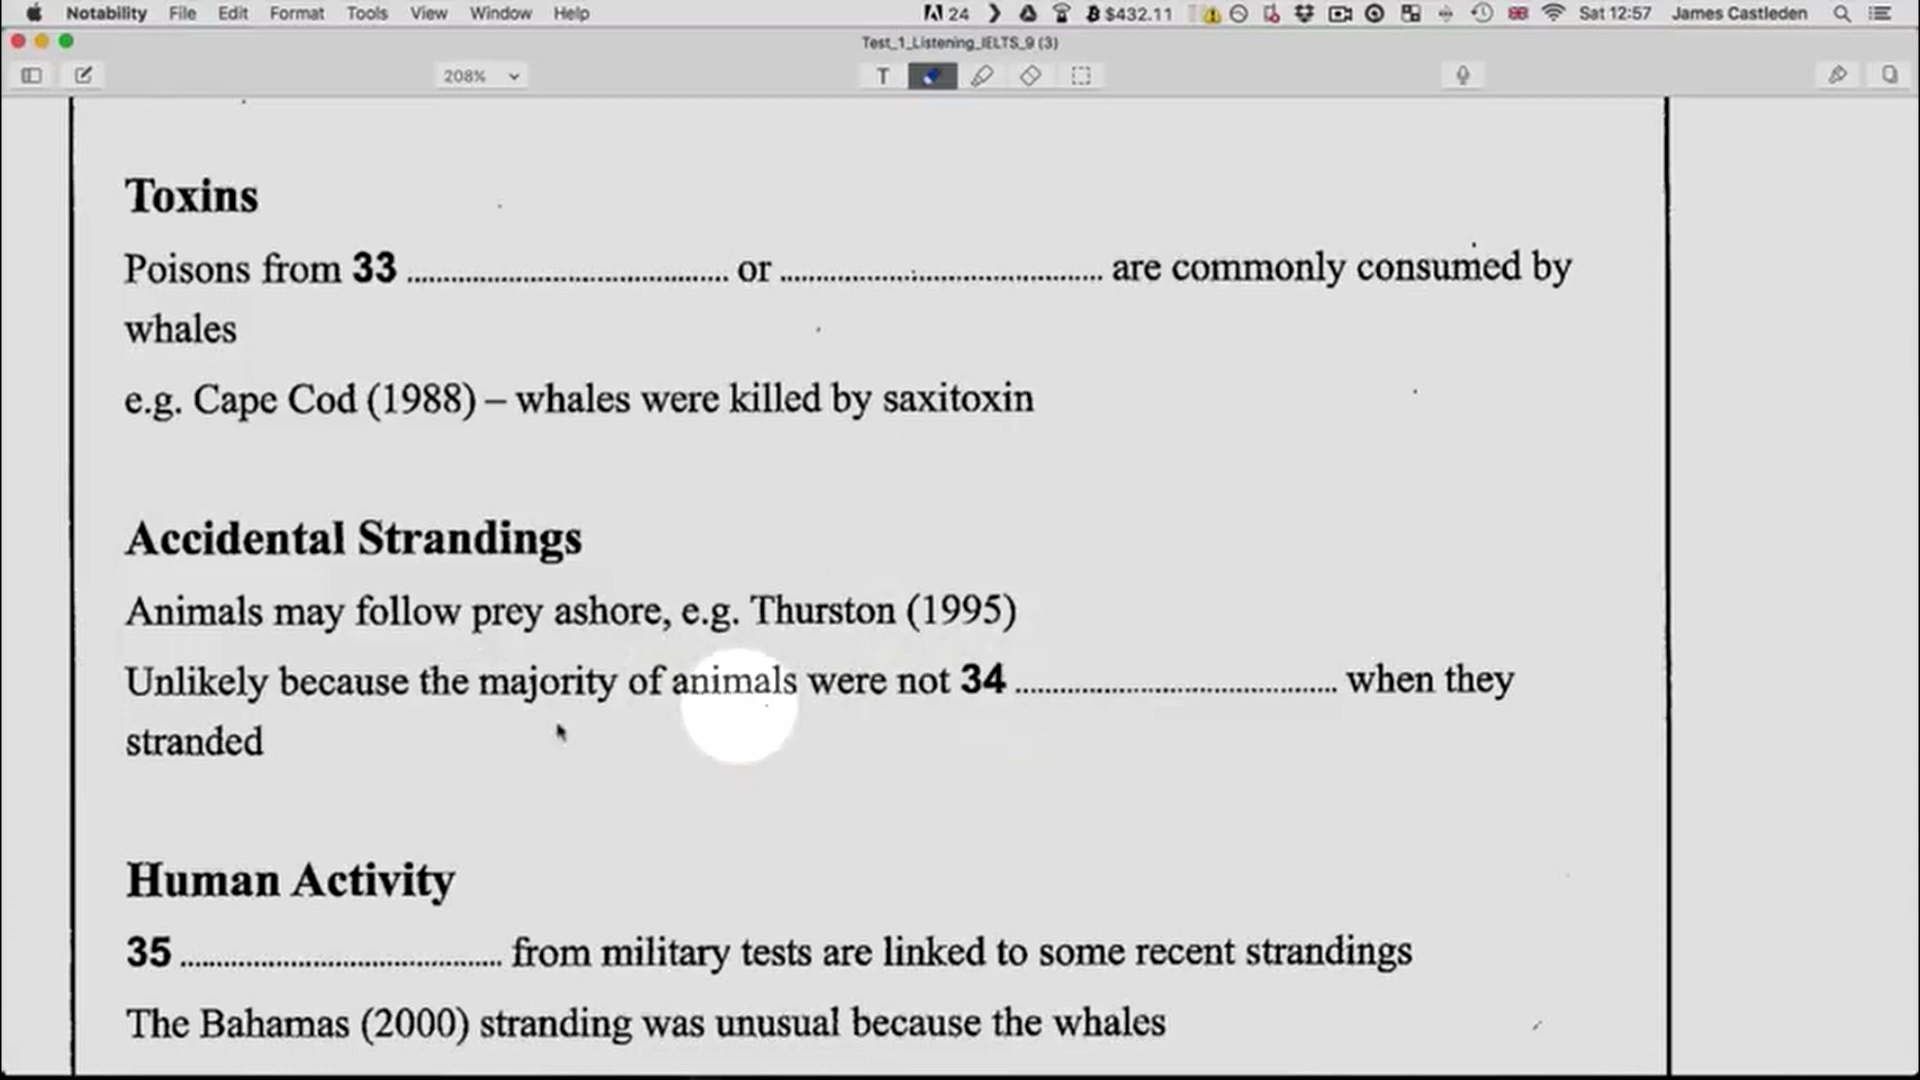 Notability File Edit Format Tools View Window Help 24 $432.11 Sat 12:57 James Castleden
Test_1_Listening_IELTS_9 (3)
208% T
Toxins
Poisons from 33 ........................................ or ........................................ are commonly consumed by
whales
e.g. Cape Cod (1988) – whales were killed by saxitoxin
Accidental Strandings
Animals may follow prey ashore, e.g. Thurston (1995)
Unlikely because the majority of animals were not 34 ........................................ when they
stranded
Human Activity
35 ........................................ from military tests are linked to some recent strandings
The Bahamas (2000) stranding was unusual because the whales